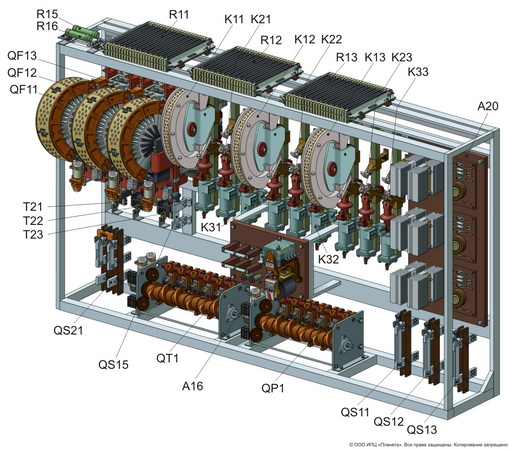 R15
R16
R11
K11
K21
R12
K12
K22
R13
K13
K23
K33
QF13
QF12
QF11
A20
T21
T22
T23
K31
K32
QS21
QS15
QT1
A16
QP1
QS11
QS12
QS13
© ООО ИПЦ «Планета». Все права защищены. Копирование запрещено